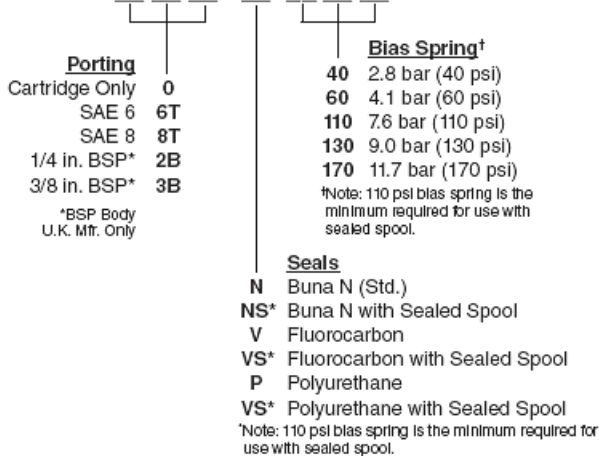 Porting
Cartridge Only 0
SAE 6 6T
SAE 8 8T
1/4 in. BSP* 2B
3/8 in. BSP* 3B
*BSP Body
U.K. Mfr. Only
Bias Spring†
40 2.8 bar (40 psi)
60 4.1 bar (60 psi)
110 7.6 bar (110 psi)
130 9.0 bar (130 psi)
170 11.7 bar (170 psi)
†Note: 110 psi bias spring is the
minimum required for use with
sealed spool.
Seals
N Buna N (Std.)
NS* Buna N with Sealed Spool
V Fluorocarbon
VS* Fluorocarbon with Sealed Spool
P Polyurethane
VS* Polyurethane with Sealed Spool
*Note: 110 psi bias spring is the minimum required for
use with sealed spool.